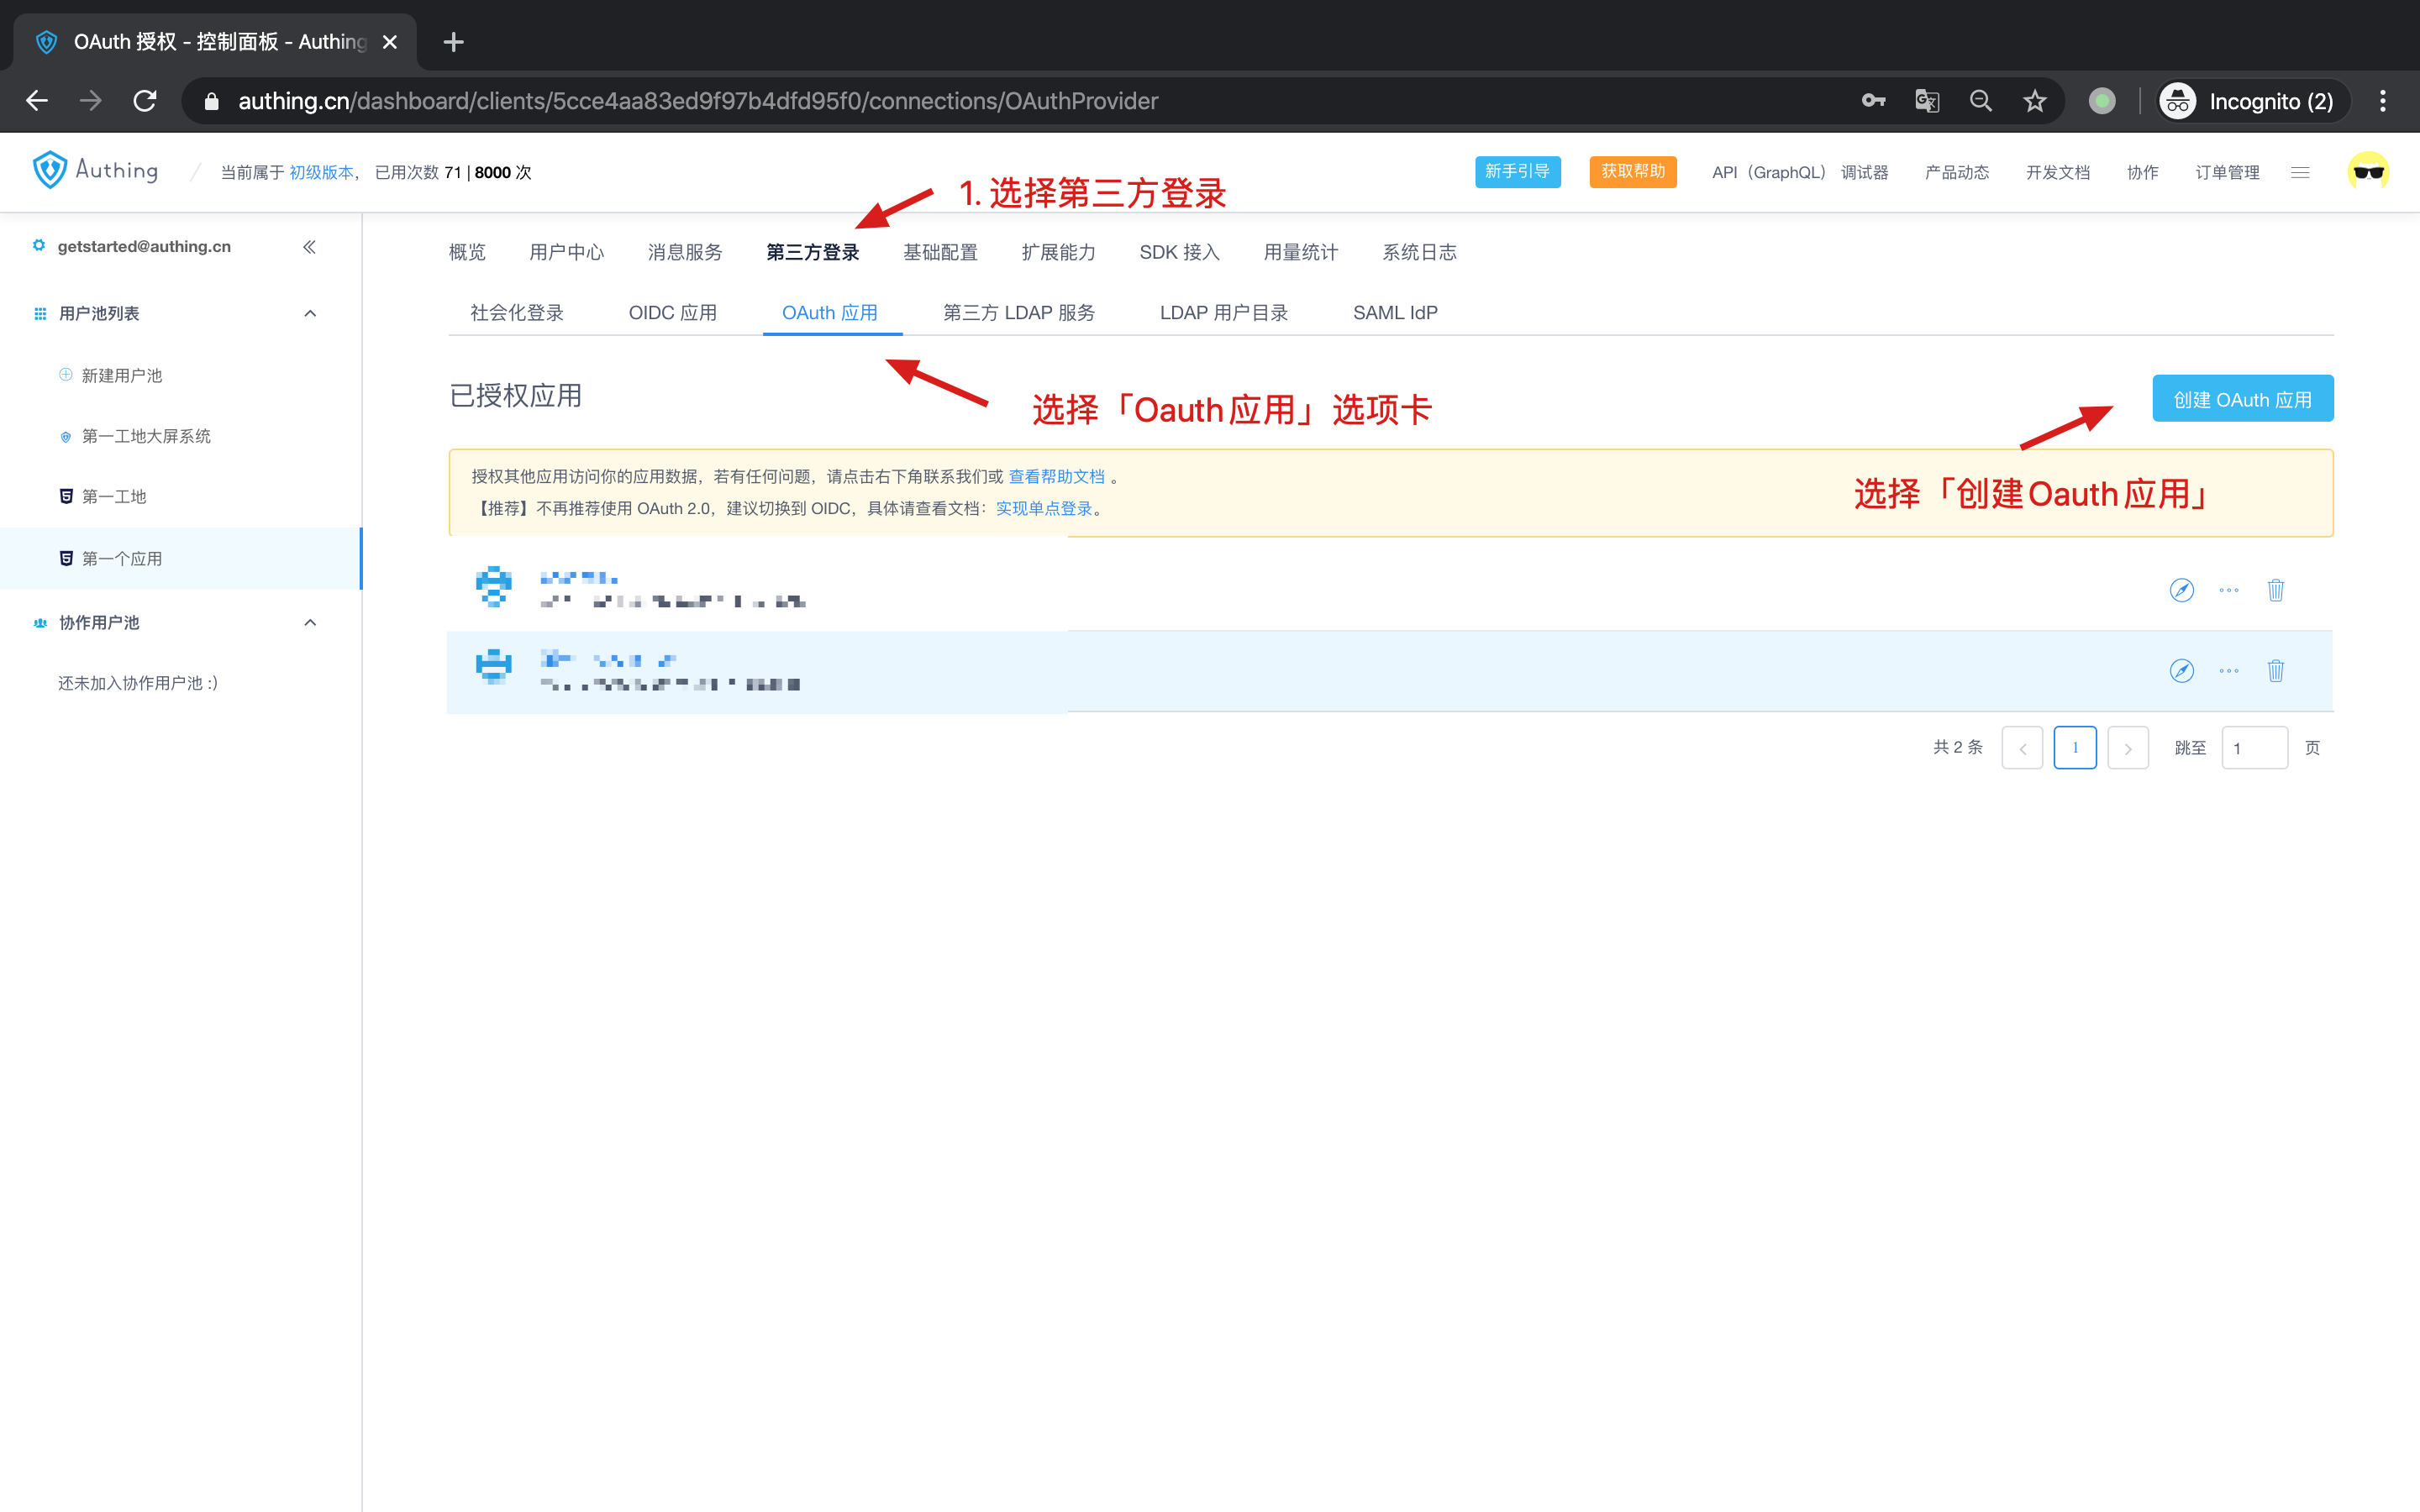 OAuth 授权 - 控制面板 - Authing
authing.cn/dashboard/clients/5cce4aa83ed9f97b4dfd95f0/connections/OAuthProvider
Incognito (2)
Authing
当前属于 初级版本， 已用次数 71 | 8000 次
新手引导
获取帮助
API（GraphQL） 调试器
产品动态
开发文档
协作
订单管理
1. 选择第三方登录
getstarted@authing.cn
用户池列表
新建用户池
第一工地大屏系统
第一工地
第一个应用
协作用户池
还未加入协作用户池 :)
概览
用户中心
消息服务
第三方登录
基础配置
扩展能力
SDK 接入
用量统计
系统日志
社会化登录
OIDC 应用
OAuth 应用
第三方 LDAP 服务
LDAP 用户目录
SAML IdP
已授权应用
选择「Oauth应用」选项卡
创建 OAuth 应用
选择「创建Oauth应用」
授权其他应用访问你的应用数据，若有任何问题，请点击右下角联系我们或 查看帮助文档 。
【推荐】不再推荐使用 OAuth 2.0，建议切换到 OIDC，具体请查看文档：实现单点登录。
共 2 条
1
跳至
1
页